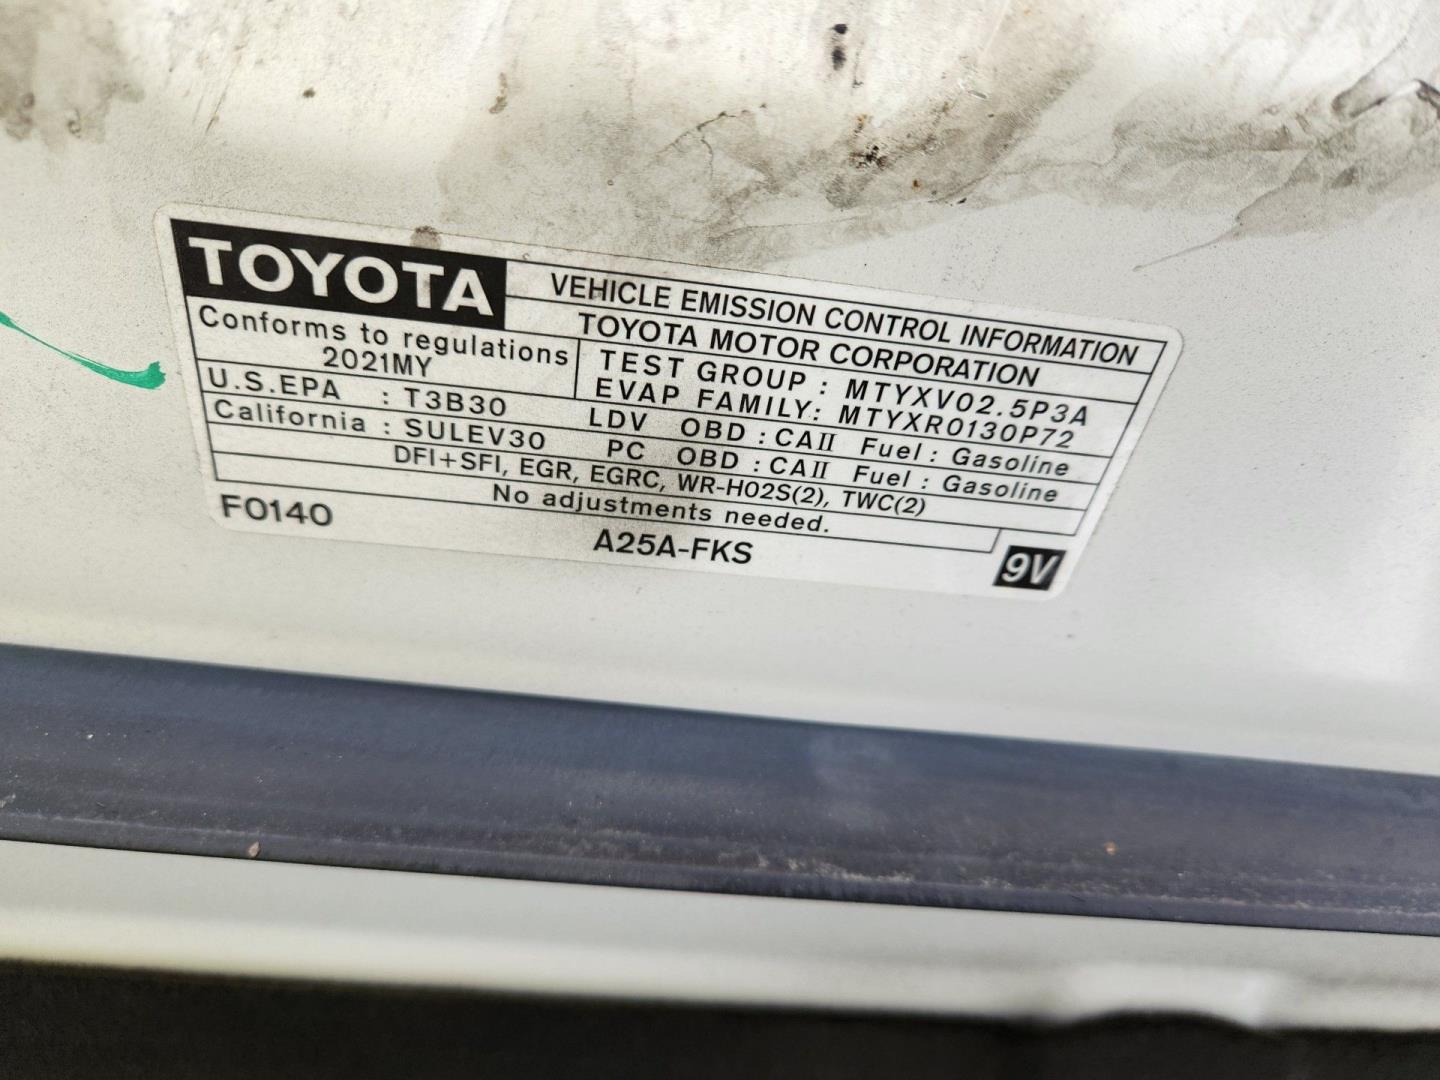 TOYOTA
VEHICLE EMISSION CONTROL INFORMATION
TOYOTA MOTOR CORPORATION
Conforms to regulations
2021MY
TEST GROUP : MTYXV02.5P3A
EVAP FAMILY: MTYXR0130P72
U.S.EPA : T3B30 LDV OBD : CAII Fuel : Gasoline
California : SULEV30 PC OBD : CAII Fuel : Gasoline
DFI+SFI, EGR, EGRC, WR-HO2S(2), TWC(2)
No adjustments needed.
F0140
A25A-FKS
9V